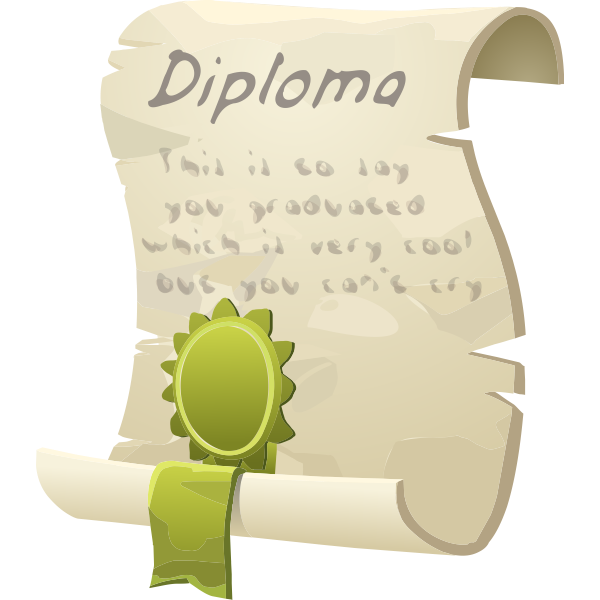 Diploma
This is to say
you graduated
which is very cool
but you can't cry